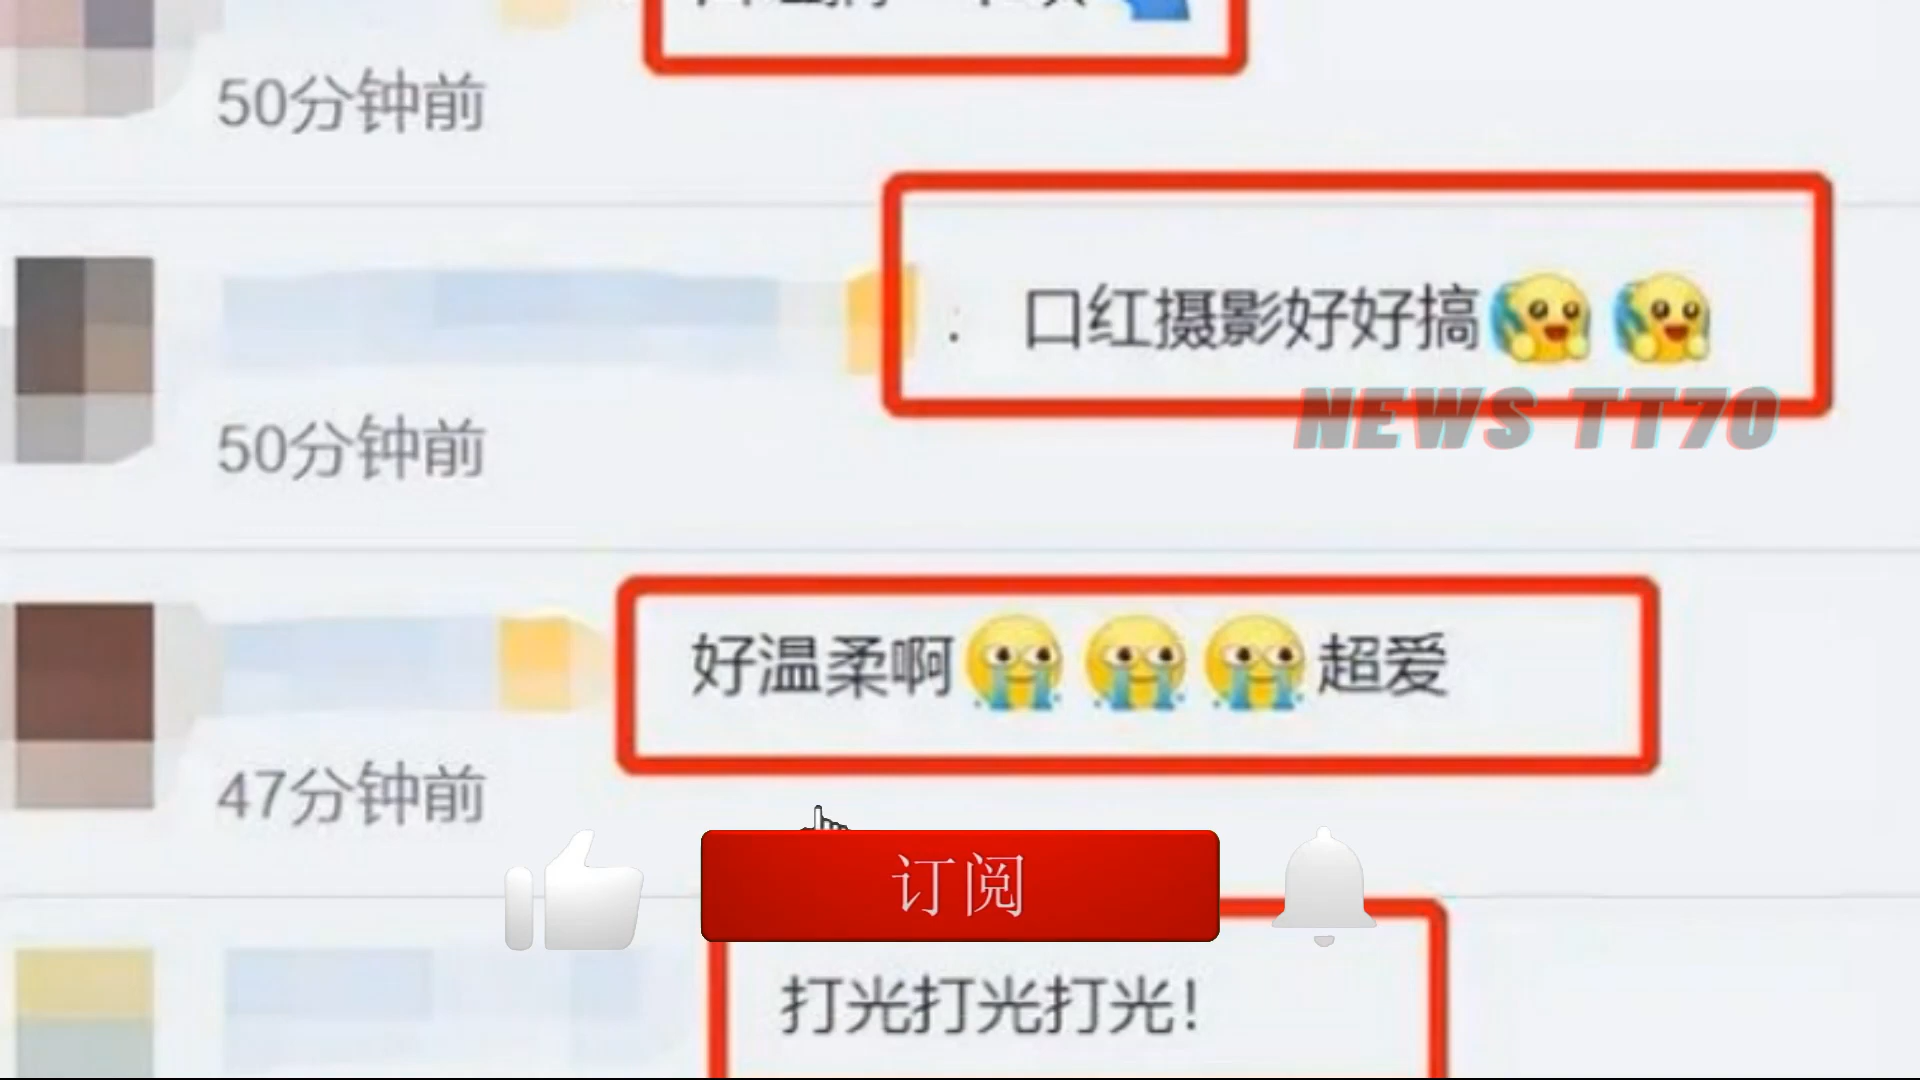 50分钟前
: 口红摄影好好搞
NEWS TT70
50分钟前
好温柔啊超爱
47分钟前
订阅
打光打光打光!